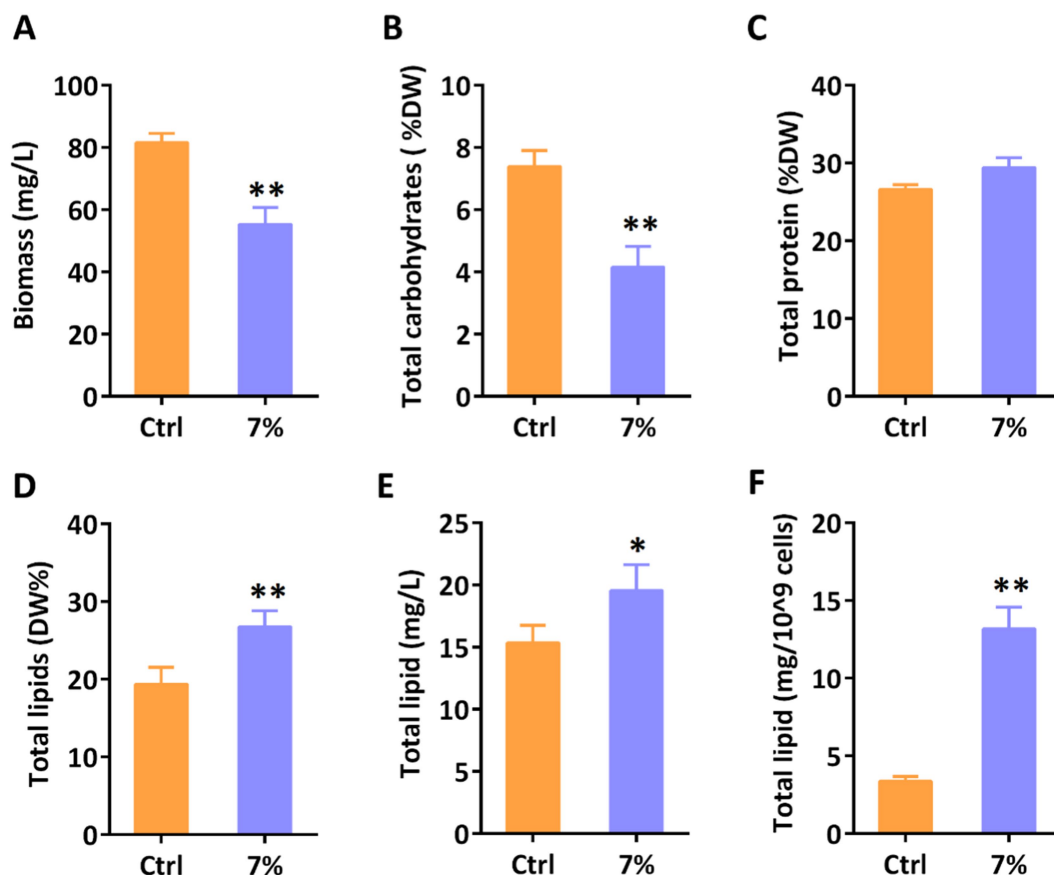 A
Biomass (mg/L)
100
80
60
40
20
0
**
Ctrl 7%
B
Total carbohydrates ( %DW)
10
8
6
4
2
0
**
Ctrl 7%
C
Total protein (%DW)
40
30
20
10
0
Ctrl 7%
D
Total lipids (DW%)
40
30
20
10
0
**
Ctrl 7%
E
Total lipid (mg/L)
25
20
15
10
5
0
*
Ctrl 7%
F
Total lipid (mg/10^9 cells)
20
15
10
5
0
**
Ctrl 7%